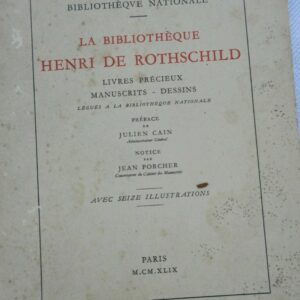 BIBLIOTHÈQVE NATIONALE
LA BIBLIOTHÈQUE
HENRI DE ROTHSCHILD
LIVRES PRÉCIEUX
MANUSCRITS - DESSINS
LÉGUÉS A LA BIBLIOTHÈQUE NATIONALE
PRÉFACE
DE
JULIEN CAIN
Administrateur Général
NOTICE
PAR
JEAN PORCHER
Conservateur du Cabinet des Manuscrits
AVEC SEIZE ILLUSTRATIONS
PARIS
M.CM.XLIX